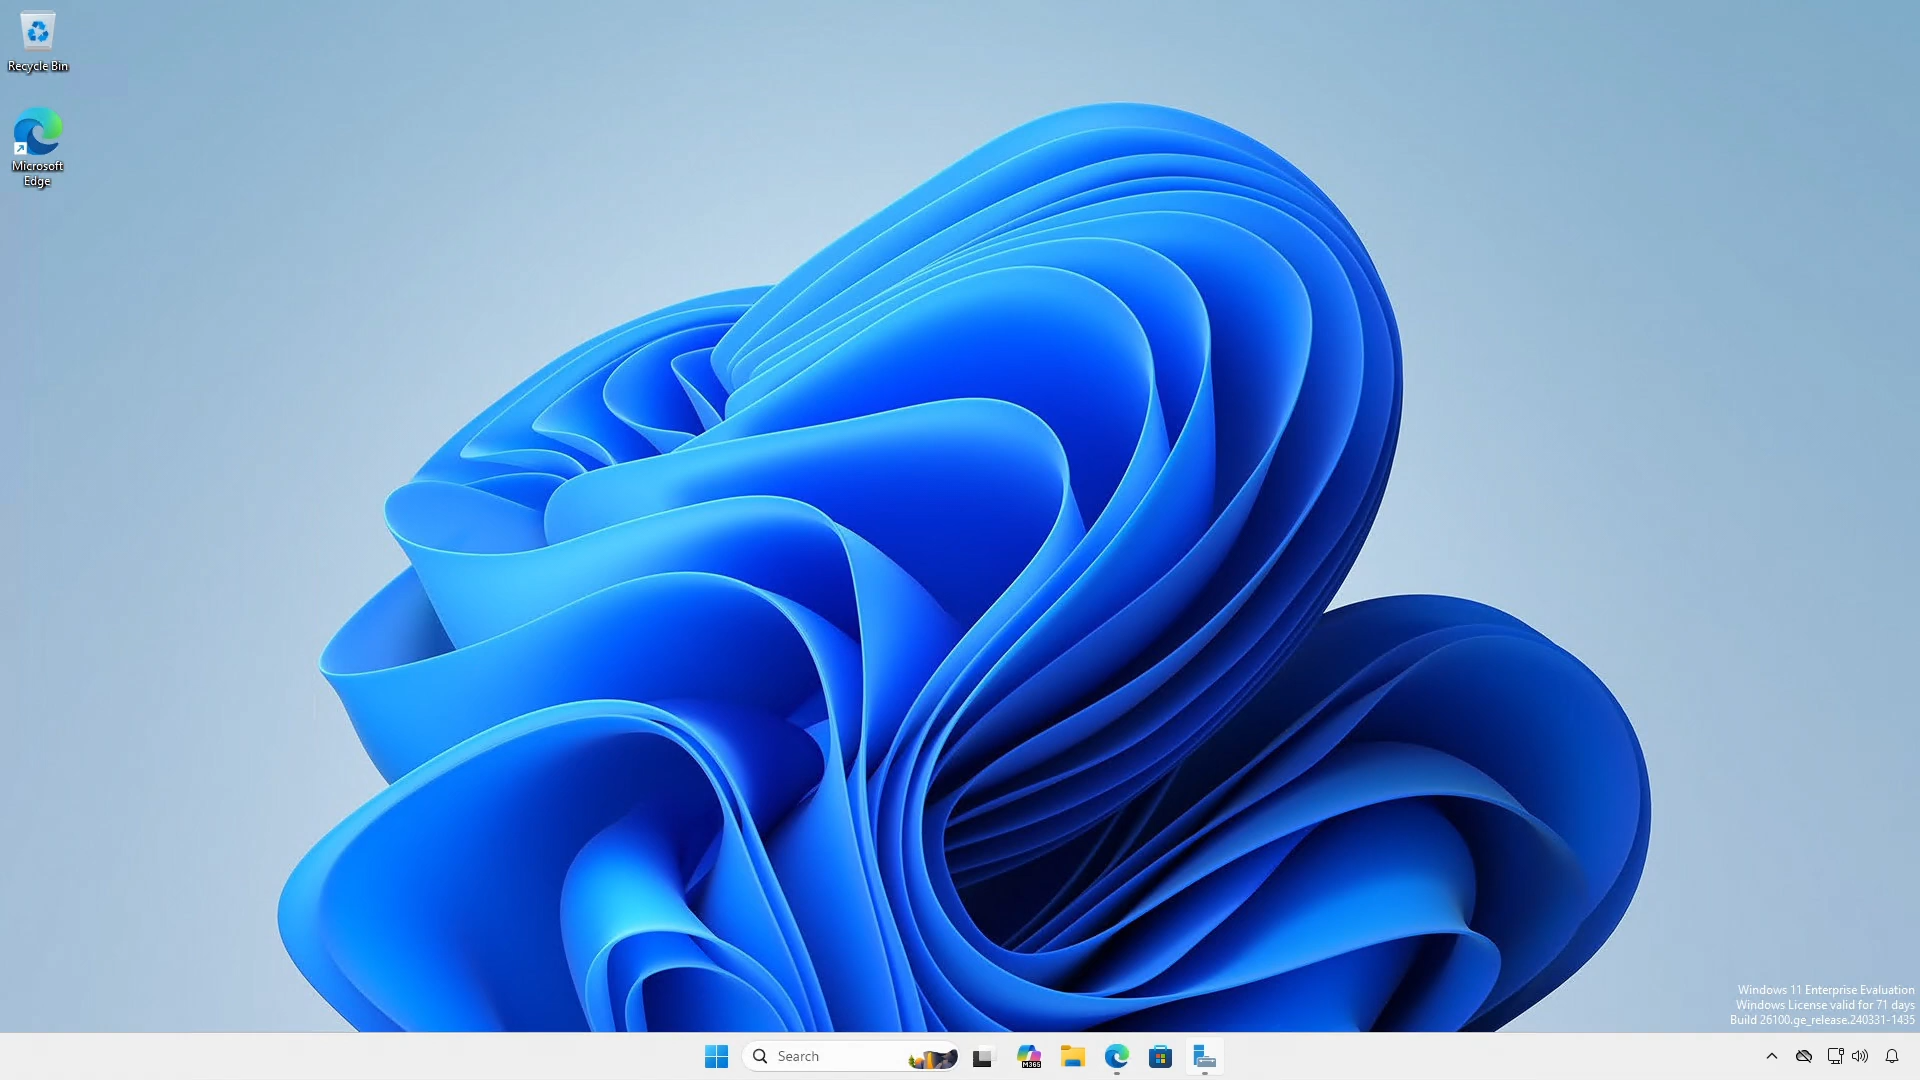 Recycle Bin
Microsoft
Edge
Windows 11 Enterprise Evaluation
Windows License valid for 71 days
Build 26100.ge_release.240331-1435
Search
M365